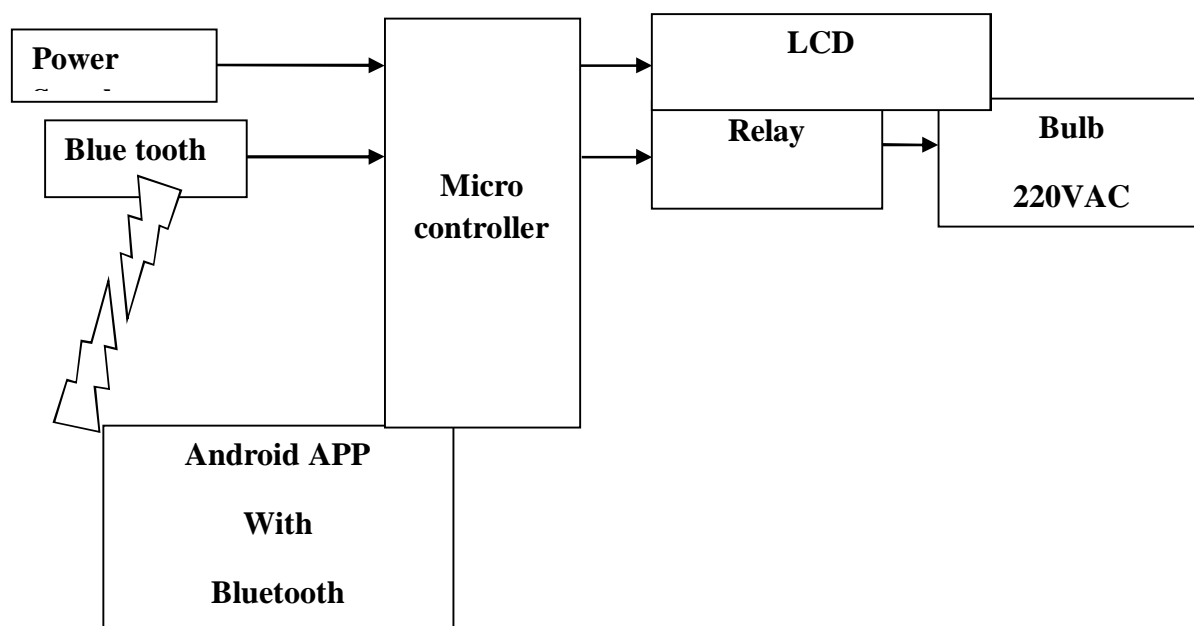 Power
Blue tooth
Micro
controller
LCD
Relay
Bulb
220VAC
Android APP
With
Bluetooth